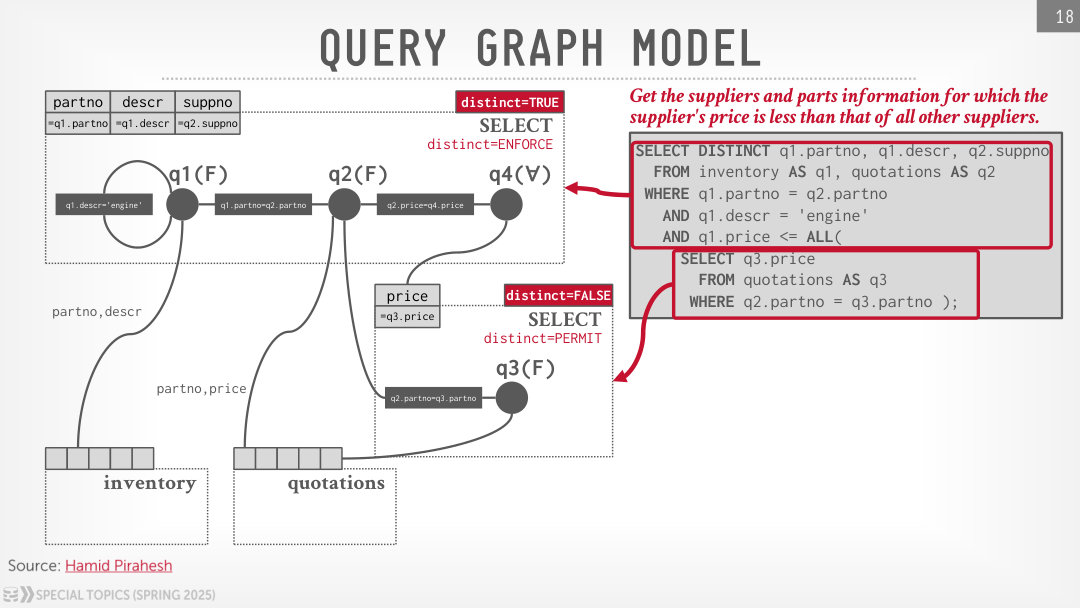 18
QUERY GRAPH MODEL
partno descr suppno
=q1.partno =q1.descr =q2.suppno
distinct=TRUE
SELECT
distinct=ENFORCE
q1(F) q2(F) q4(∀)
q1.descr='engine' q1.partno=q2.partno q2.price=q4.price
Get the suppliers and parts information for which the
supplier's price is less than that of all other suppliers.
SELECT DISTINCT q1.partno, q1.descr, q2.suppno
FROM inventory AS q1, quotations AS q2
WHERE q1.partno = q2.partno
AND q1.descr = 'engine'
AND q1.price <= ALL(
SELECT q3.price
FROM quotations AS q3
WHERE q2.partno = q3.partno );
price
=q3.price
distinct=FALSE
SELECT
distinct=PERMIT
q3(F)
q2.partno=q3.partno
partno,descr
partno,price
inventory
quotations
Source: Hamid Pirahesh
SPECIAL TOPICS (SPRING 2025)